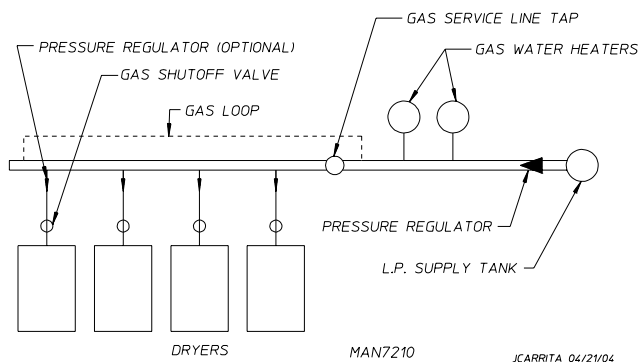 GAS SERVICE LINE TAP
PRESSURE REGULATOR (OPTIONAL)
GAS WATER HEATERS
GAS SHUTOFF VALVE
GAS LOOP
PRESSURE REGULATOR
L.P. SUPPLY TANK
DRYERS
MAN7210
JCARRITA 04/21/04